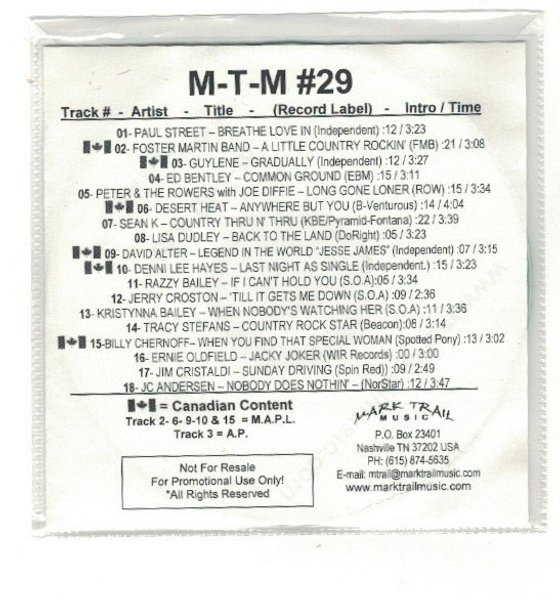 M-T-M #29
Track # - Artist - Title - (Record Label) - Intro / Time
01- PAUL STREET – BREATHE LOVE IN (Independent) :12 / 3:23
02- FOSTER MARTIN BAND – A LITTLE COUNTRY ROCKIN' (FMB) :21 / 3:08
03- GUYLENE – GRADUALLY (Independent) :12 / 3:27
04- ED BENTLEY – COMMON GROUND (EBM) :15 / 3:11
05- PETER & THE ROWERS with JOE DIFFIE – LONG GONE LONER (ROW) :15 / 3:34
06- DESERT HEAT – ANYWHERE BUT YOU (B-Venturous) :14 / 4:04
07- SEAN K – COUNTRY THRU N' THRU (KBE/Pyramid-Fontana) :22 / 3:39
08- LISA DUDLEY – BACK TO THE LAND (DoRight) :05 / 3:23
09- DAVID ALTER – LEGEND IN THE WORLD "JESSE JAMES" (Independent) :07 / 3:15
10- DENNI LEE HAYES – LAST NIGHT AS SINGLE (Independent.) :15 / 3:23
11- RAZZY BAILEY – IF I CAN'T HOLD YOU (S.O.A):05 / 3:34
12- JERRY CROSTON – 'TILL IT GETS ME DOWN (S.O.A) :09 / 2:36
13- KRISTYNNA BAILEY – WHEN NOBODY'S WATCHING HER (S.O.A) :11 / 3:36
14- TRACY STEFANS – COUNTRY ROCK STAR (Beacon):08 / 3:14
15-BILLY CHERNOFF– WHEN YOU FIND THAT SPECIAL WOMAN (Spotted Pony) :13 / 3:02
16- ERNIE OLDFIELD – JACKY JOKER (WIR Records) :00 / 3:00
17- JIM CRISTALDI – SUNDAY DRIVING (Spin Red)) :09 / 2:49
18- JC ANDERSEN – NOBODY DOES NOTHIN' – (NorStar) :12 / 3:47
= Canadian Content
Track 2- 6- 9-10 & 15 = M.A.P.L.
Track 3 = A.P.
Not For Resale
For Promotional Use Only!
*All Rights Reserved
MARK TRAIL
MUSIC
P.O. Box 23401
Nashville TN 37202 USA
PH: (615) 874-5635
E-mail: mtrail@marktrailmusic.com
www.marktrailmusic.com